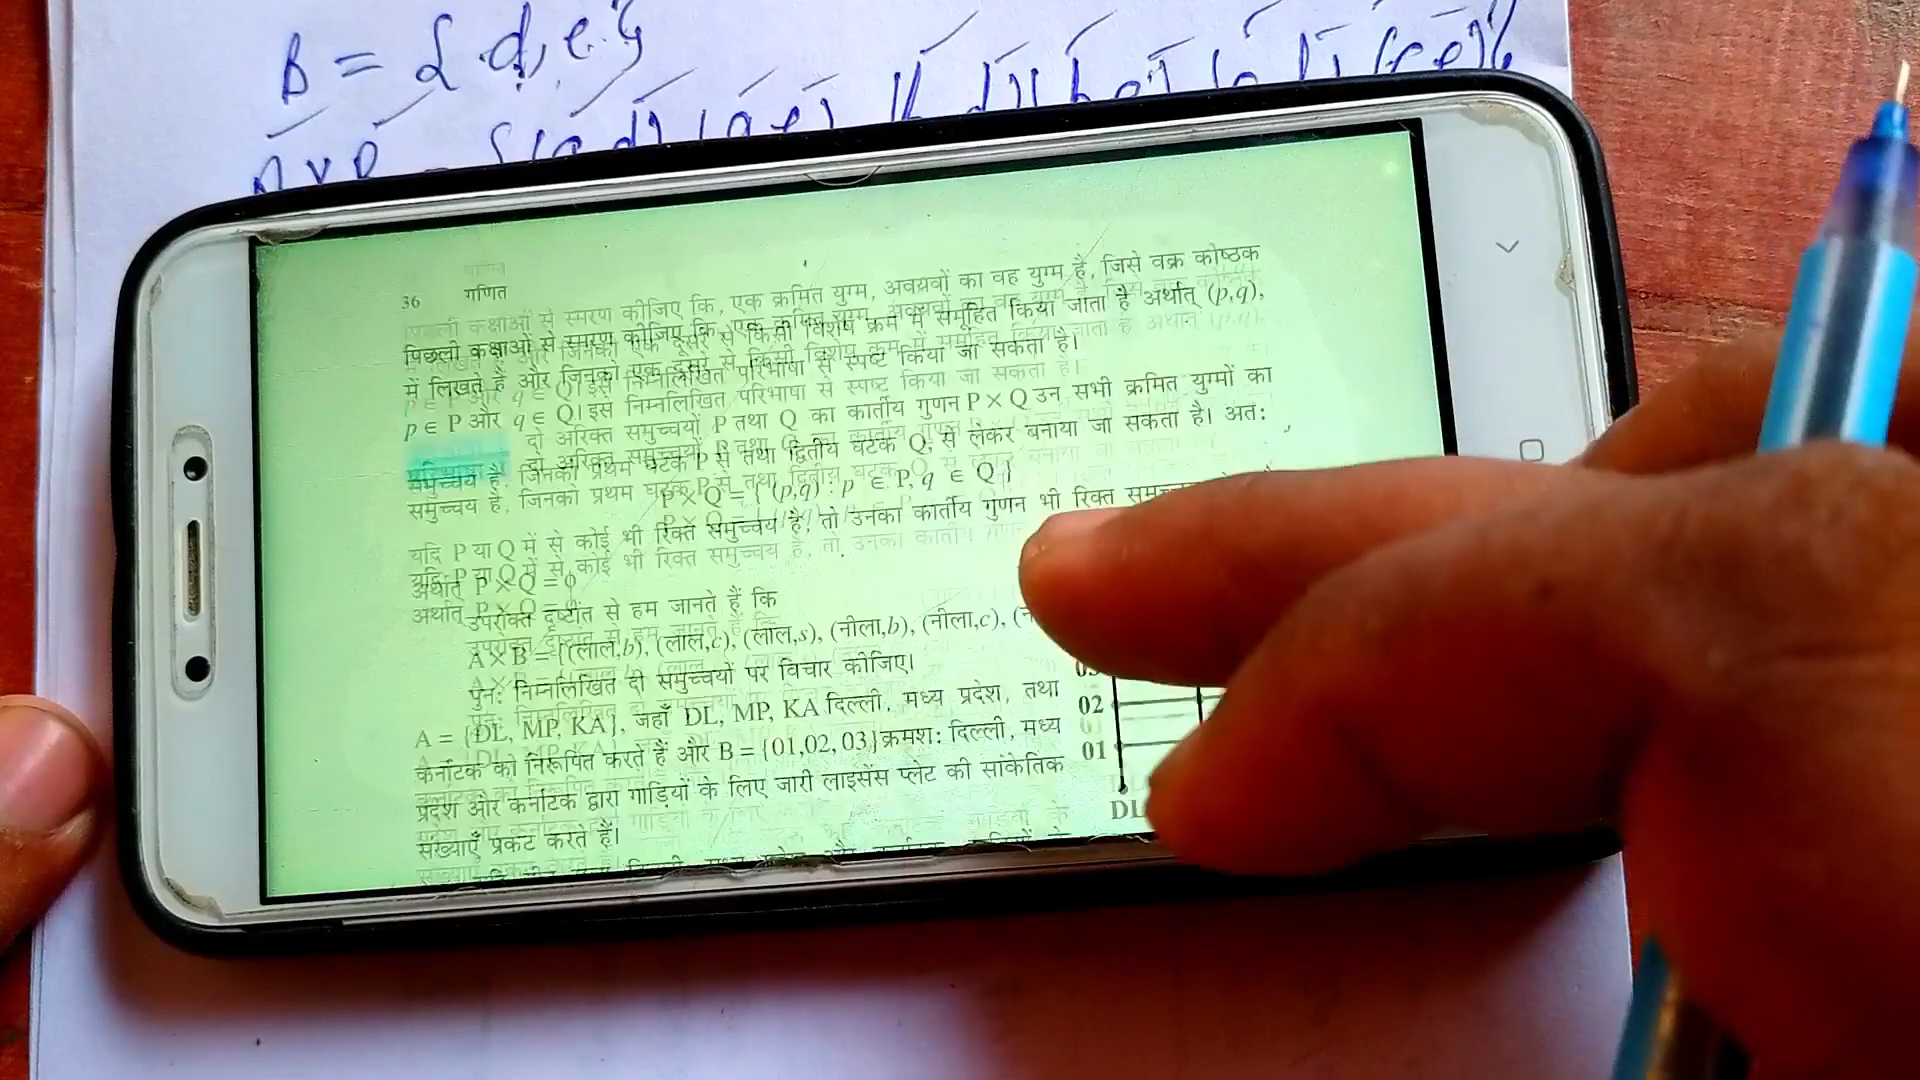 B = { d, e }
36 गणित
पिछली कक्षाओं से स्मरण कीजिए कि, एक क्रमित युग्म, अवयवों का वह युग्म है, जिसे वक्र कोष्ठक
में लिखते हैं और जिनको एक दूसरे से किसी विशेष क्रम में समूहित किया जाता है अर्थात् (p,q),
p ∈ P और q ∈ Q। इसे निम्नलिखित परिभाषा से स्पष्ट किया जा सकता है।
दो अरिक्त समुच्चयों P तथा Q का कार्तीय गुणन P × Q उन सभी क्रमित युग्मों का
समुच्चय है, जिनका प्रथम घटक P से तथा द्वितीय घटक Q, से लेकर बनाया जा सकता है। अतः
P × Q = { (p,q) : p ∈ P, q ∈ Q }
यदि P या Q में से कोई भी रिक्त समुच्चय है, तो उनका कार्तीय गुणन भी रिक्त
अर्थात् P × Q = ϕ
उपरोक्त दृष्टांत से हम जानते हैं कि
A × B = {(लाल,b), (लाल,c), (लाल,s), (नीला,b), (नीला,c),
पुनः निम्नलिखित दो समुच्चयों पर विचार कीजिए।
A = {DL, MP, KA}, जहाँ DL, MP, KA दिल्ली, मध्य प्रदेश, तथा
कर्नाटक को निरूपित करते हैं और B = {01,02, 03} क्रमशः दिल्ली, मध्य
प्रदेश और कर्नाटक द्वारा गाड़ियों के लिए जारी लाइसेंस प्लेट की सांकेतिक
संख्याएँ प्रकट करते हैं।
03
02
01
DL